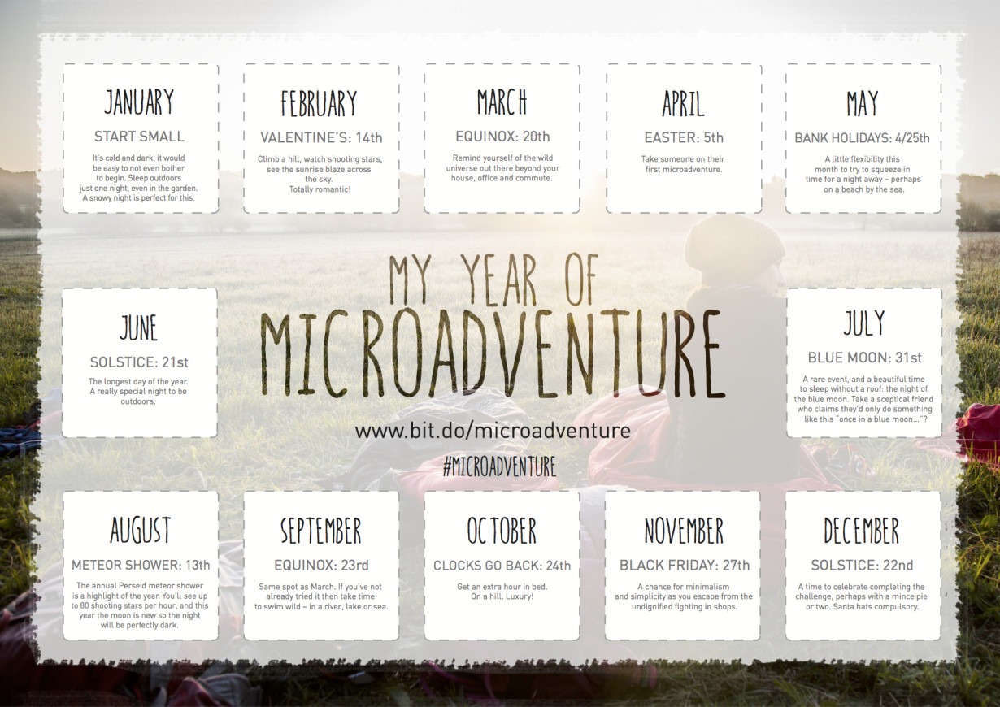 JANUARY
START SMALL
It's cold and dark: it would
be easy to not even bother
to begin. Sleep outdoors
just one night, even in the garden.
A snowy night is perfect for this.
FEBRUARY
VALENTINE'S: 14th
Climb a hill, watch shooting stars,
see the sunrise blaze across
the sky.
Totally romantic!
MARCH
EQUINOX: 20th
Remind yourself of the wild
universe out there beyond your
house, office and commute.
APRIL
EASTER: 5th
Take someone on their
first microadventure.
MAY
BANK HOLIDAYS: 4/25th
A little flexibility this
month to try to squeeze in
time for a night away – perhaps
on a beach by the sea.
MY YEAR OF
MICROADVENTURE
www.bit.do/microadventure
#MICROADVENTURE
JUNE
SOLSTICE: 21st
The longest day of the year.
A really special night to be
outdoors.
JULY
BLUE MOON: 31st
A rare event, and a beautiful time
to sleep without a roof: the night of
the blue moon. Take a sceptical friend
who claims they'd only do something
like this "once in a blue moon..."?
AUGUST
METEOR SHOWER: 13th
The annual Perseid meteor shower
is a highlight of the year. You'll see up
to 80 shooting stars per hour, and this
year the moon is new so the night
will be perfectly dark.
SEPTEMBER
EQUINOX: 23rd
Same spot as March. If you've not
already tried it then take time
to swim wild – in a river, lake or sea.
OCTOBER
CLOCKS GO BACK: 24th
Get an extra hour in bed.
On a hill. Luxury!
NOVEMBER
BLACK FRIDAY: 27th
A chance for minimalism
and simplicity as you escape from the
undignified fighting in shops.
DECEMBER
SOLSTICE: 22nd
A time to celebrate completing the
challenge, perhaps with a mince pie
or two. Santa hats compulsory.